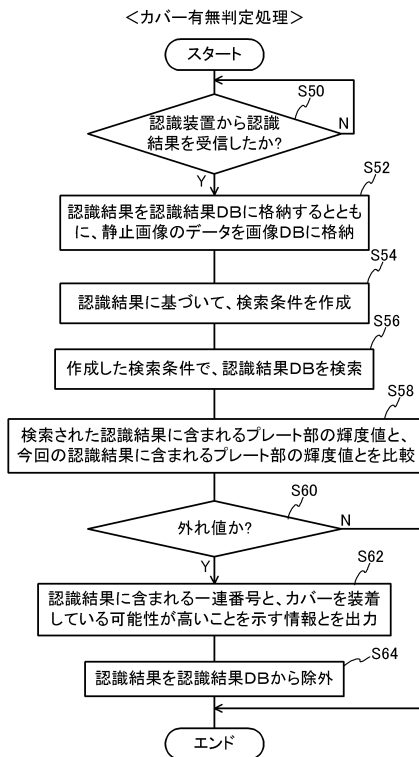 ＜カバー有無判定処理＞
スタート
S50
認識装置から認識
結果を受信したか?
N
Y
S52
認識結果を認識結果DBに格納するととも
に、静止画像のデータを画像DBに格納
S54
認識結果に基づいて、検索条件を作成
S56
作成した検索条件で、認識結果DBを検索
S58
検索された認識結果に含まれるプレート部の輝度値と、
今回の認識結果に含まれるプレート部の輝度値とを比較
S60
外れ値か?
N
Y
S62
認識結果に含まれる一連番号と、カバーを装着
している可能性が高いことを示す情報とを出力
S64
認識結果を認識結果DBから除外
エンド